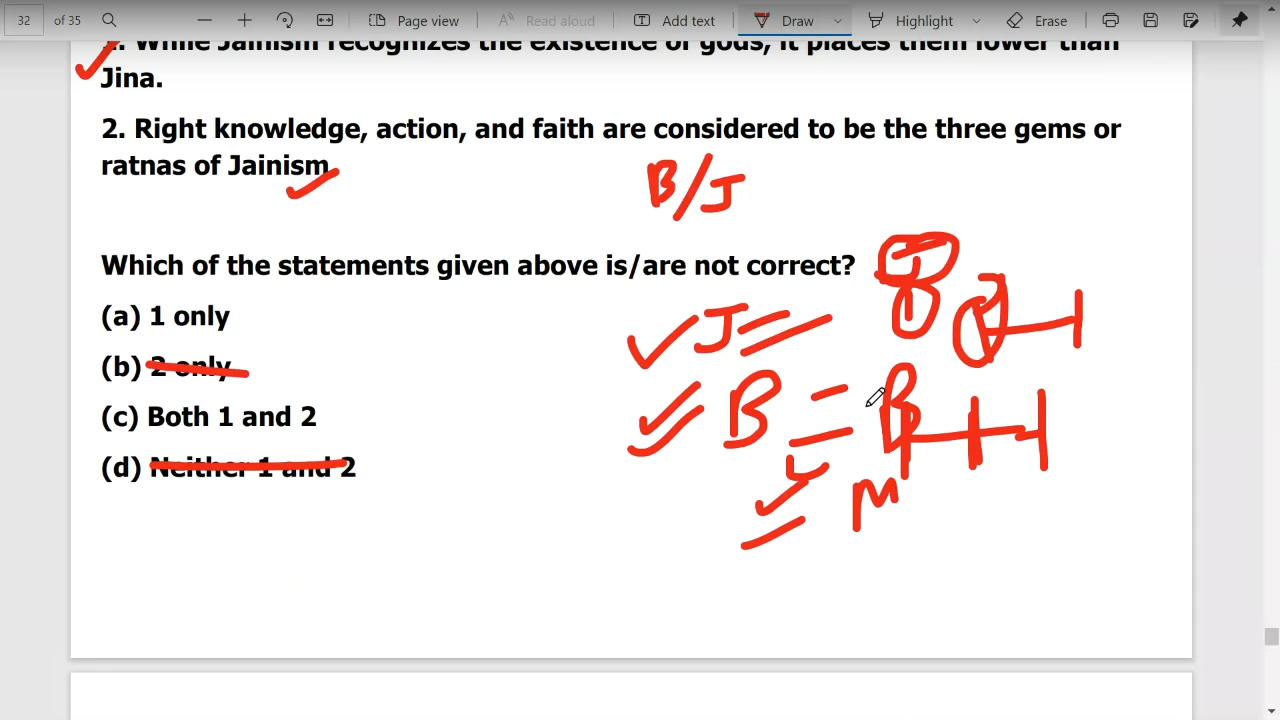 32 of 35 Page view Read aloud Add text Draw Highlight Erase
1. While Jainism recognizes the existence of gods, it places them lower than
Jina.
2. Right knowledge, action, and faith are considered to be the three gems or
ratnas of Jainism
B/J
Which of the statements given above is/are not correct?
(a) 1 only
J
(b) 2 only
B
(c) Both 1 and 2
(d) Neither 1 and 2
M